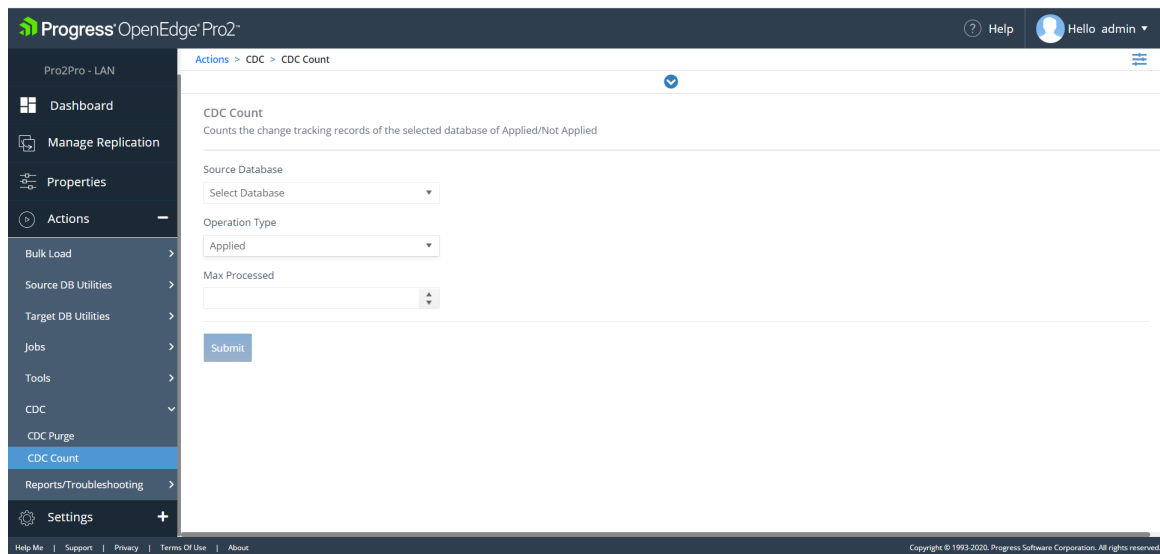 Progress® OpenEdge® Pro2™
? Help
Hello admin
Pro2Pro - LAN
Dashboard
Manage Replication
Properties
Actions
Bulk Load
Source DB Utilities
Target DB Utilities
Jobs
Tools
CDC
CDC Purge
CDC Count
Reports/Troubleshooting
Settings
Actions > CDC > CDC Count
CDC Count
Counts the change tracking records of the selected database of Applied/Not Applied
Source Database
Select Database
Operation Type
Applied
Max Processed
Submit
Help Me | Support | Privacy | Terms Of Use | About
Copyright © 1993-2020. Progress Software Corporation. All rights reserved.